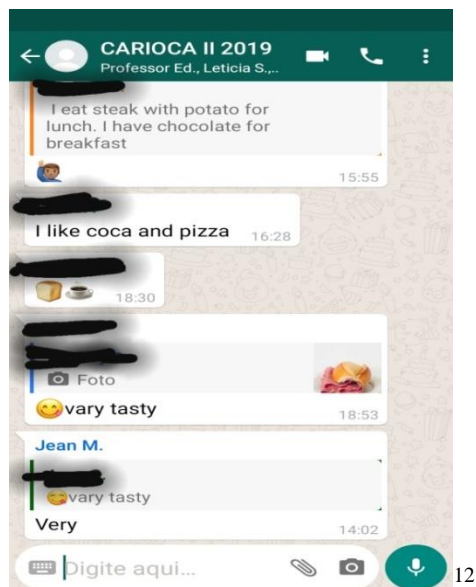 CARIOCA II 2019
Professor Ed., Leticia S.,..
I eat steak with potato for
lunch. I have chocolate for
breakfast
15:55
I like coca and pizza 16:28
18:30
Foto
vary tasty
18:53
Jean M.
vary tasty
Very
14:02
Digite aqui...
12